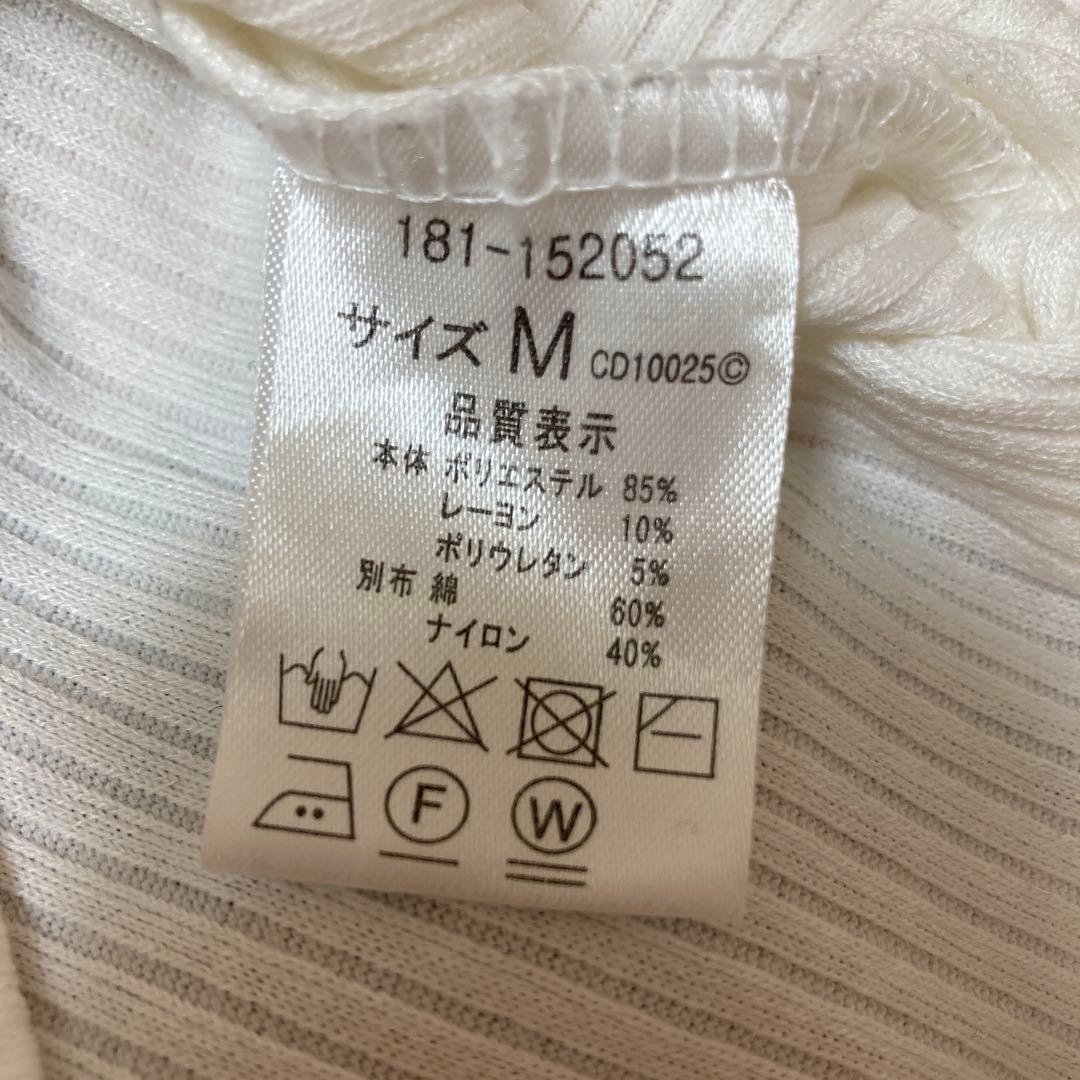 181-152052
サイズ M CD10025©
品質表示
本体 ポリエステル 85%
レーヨン 10%
ポリウレタン 5%
別布 綿 60%
ナイロン 40%
F W